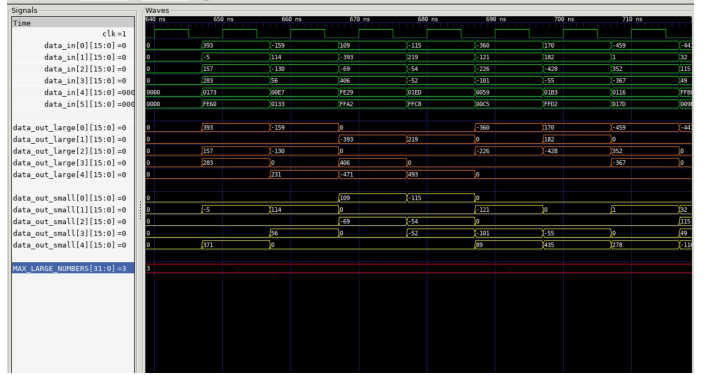 Signals
Waves
Time
640 ns 650 ns 660 ns 670 ns 680 ns 690 ns 700 ns 710 ns
clk=1
data_in[0][15:0]=0 0 393 -159 109 -115 -360 170 -459 -44
data_in[1][15:0]=0 0 -5 114 -393 219 -121 182 1 32
data_in[2][15:0]=0 0 157 -130 -69 -54 -226 -428 352 115
data_in[3][15:0]=0 0 283 56 406 -52 -101 -55 -367 49
data_in[4][15:0]=000 0000 0173 00E7 FE29 01ED 0059 01B3 0116 FF8
data_in[5][15:0]=000 0000 FE60 0133 FFA2 FFC8 00C5 FFD2 017D 009
data_out_large[0][15:0]=0 0 393 -159 0 -360 170 -459 -44
data_out_large[1][15:0]=0 0 -393 219 0 182 0
data_out_large[2][15:0]=0 0 157 -130 0 -226 -428 352 0
data_out_large[3][15:0]=0 0 283 0 406 0 -367 0
data_out_large[4][15:0]=0 0 231 -471 493 0
data_out_small[0][15:0]=0 0 109 -115 0
data_out_small[1][15:0]=0 0 -5 114 0 -121 0 1 32
data_out_small[2][15:0]=0 0 -69 -54 0 115
data_out_small[3][15:0]=0 0 56 0 -52 -101 -55 0 49
data_out_small[4][15:0]=0 0 371 0 89 435 278 -11
MAX_LARGE_NUMBERS[31:0]=3 3